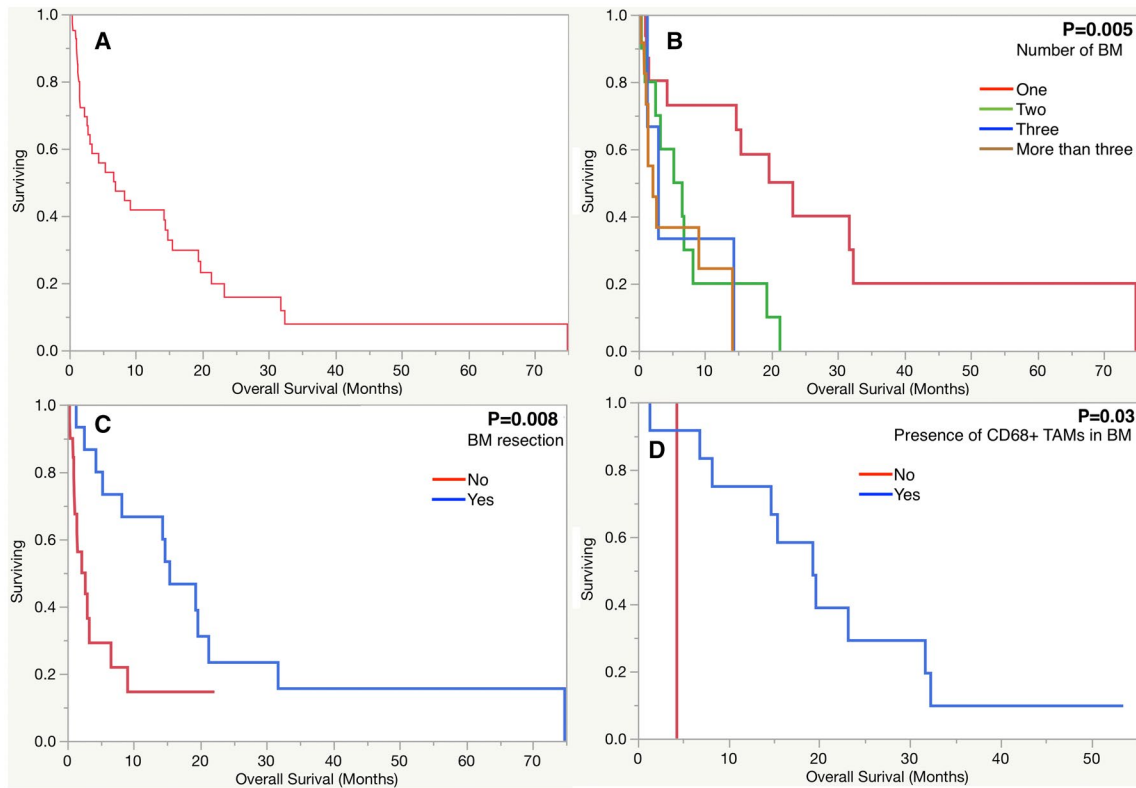 A
1.0
0.8
0.6
0.4
0.2
0.0
Surviving
0 10 20 30 40 50 60 70
Overall Survival (Months)
B
P=0.005
Number of BM
One
Two
Three
More than three
1.0
0.8
0.6
0.4
0.2
0.0
Surviving
0 10 20 30 40 50 60 70
Overall Survival (Months)
C
P=0.008
BM resection
No
Yes
1.0
0.8
0.6
0.4
0.2
0.0
Surviving
0 10 20 30 40 50 60 70
Overall Surival (Months)
D
P=0.03
Presence of CD68+ TAMs in BM
No
Yes
1.0
0.8
0.6
0.4
0.2
0.0
Surviving
0 10 20 30 40 50
Overall Surival (Months)